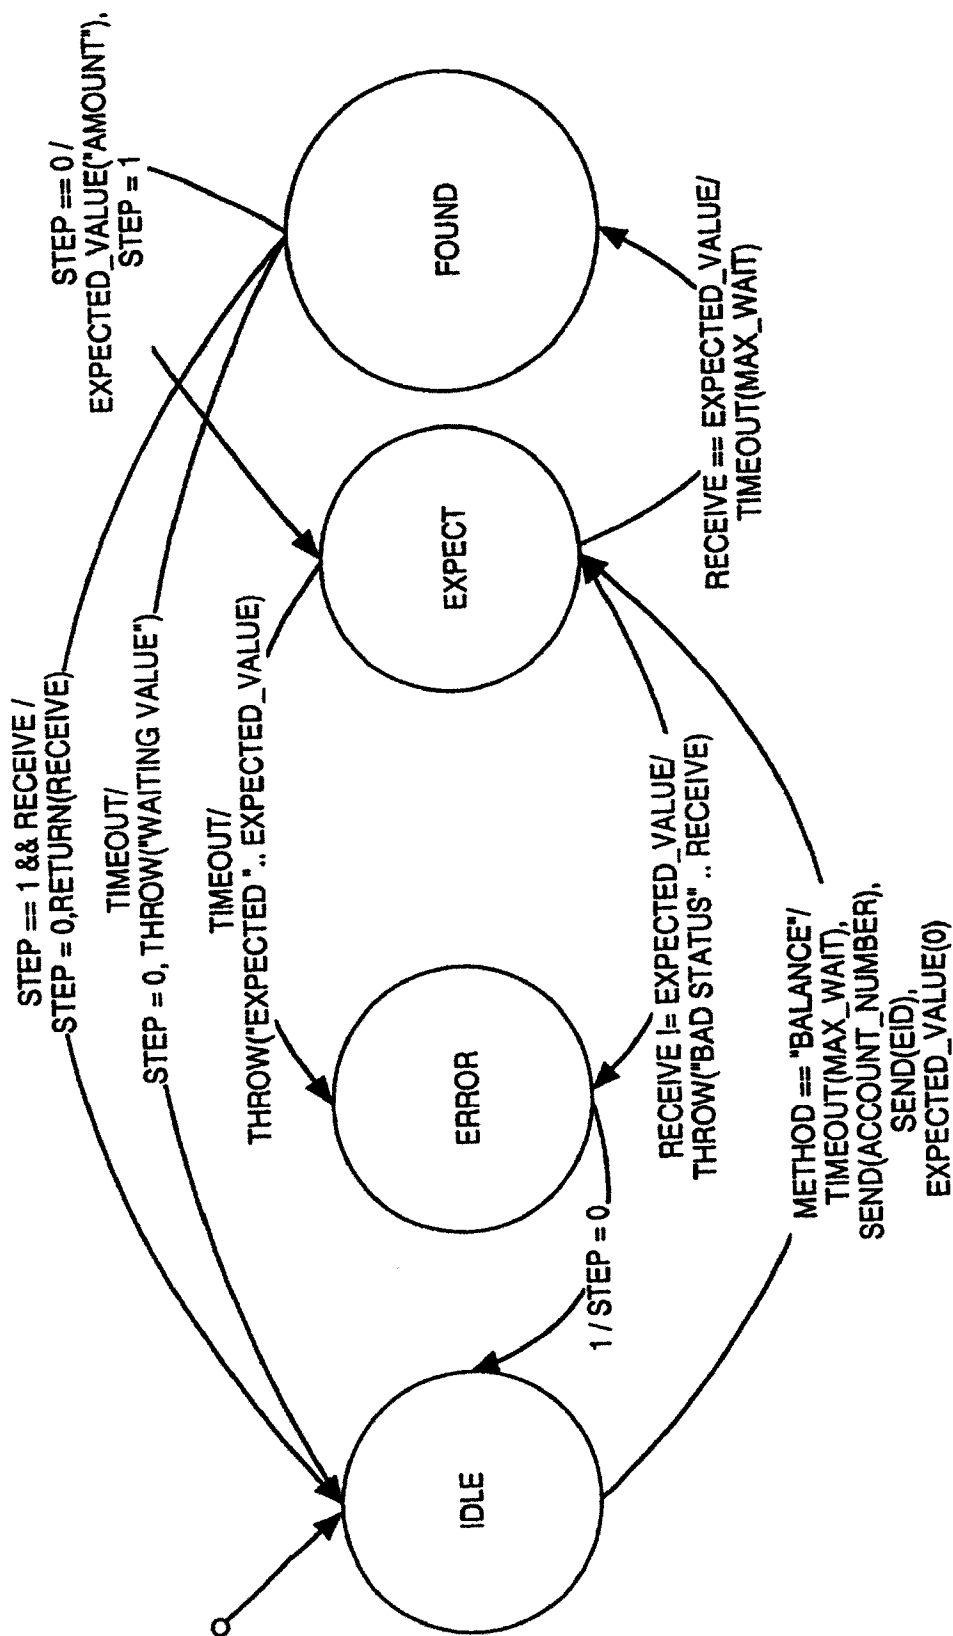 STEP == 1 && RECEIVE /
STEP = 0,RETURN(RECEIVE)
TIMEOUT/
STEP = 0, THROW("WAITING VALUE")
TIMEOUT/
THROW("EXPECTED ".. EXPECTED_VALUE)
STEP == 0 /
EXPECTED_VALUE("AMOUNT"),
STEP = 1
IDLE
ERROR
EXPECT
FOUND
1 / STEP = 0
RECEIVE != EXPECTED_VALUE/
THROW("BAD STATUS" .. RECEIVE)
RECEIVE == EXPECTED_VALUE/
TIMEOUT(MAX_WAIT)
METHOD == "BALANCE"/
TIMEOUT(MAX_WAIT),
SEND(ACCOUNT_NUMBER),
SEND(EID),
EXPECTED_VALUE(0)